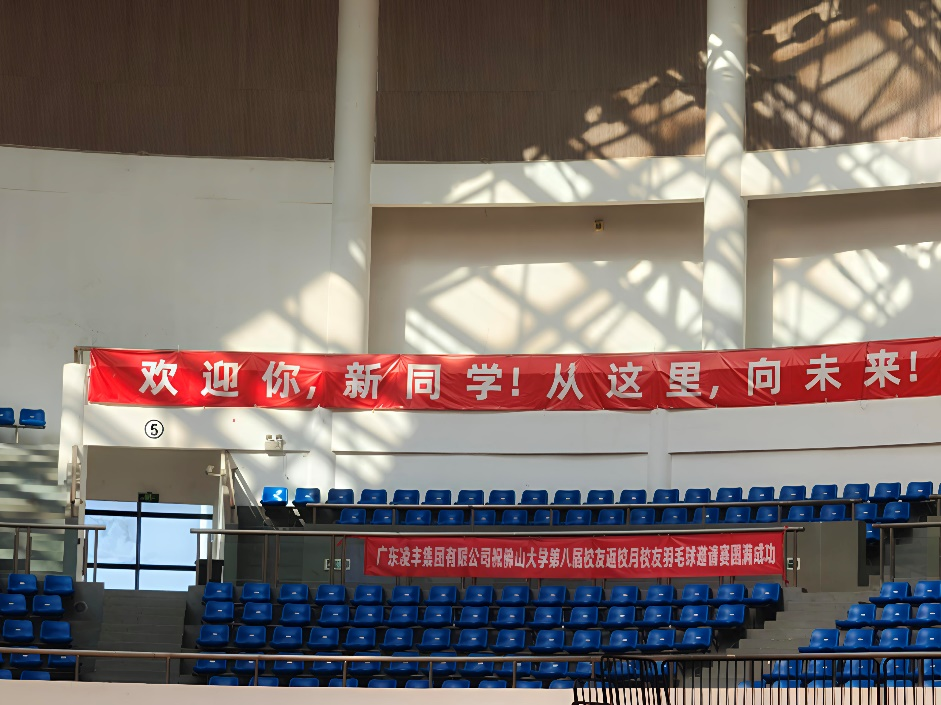 欢迎你,新同学!从这里,向未来!
⑤
广东凌丰集团有限公司祝佛山大学第八届校友返校月校友羽毛球邀请赛圆满成功